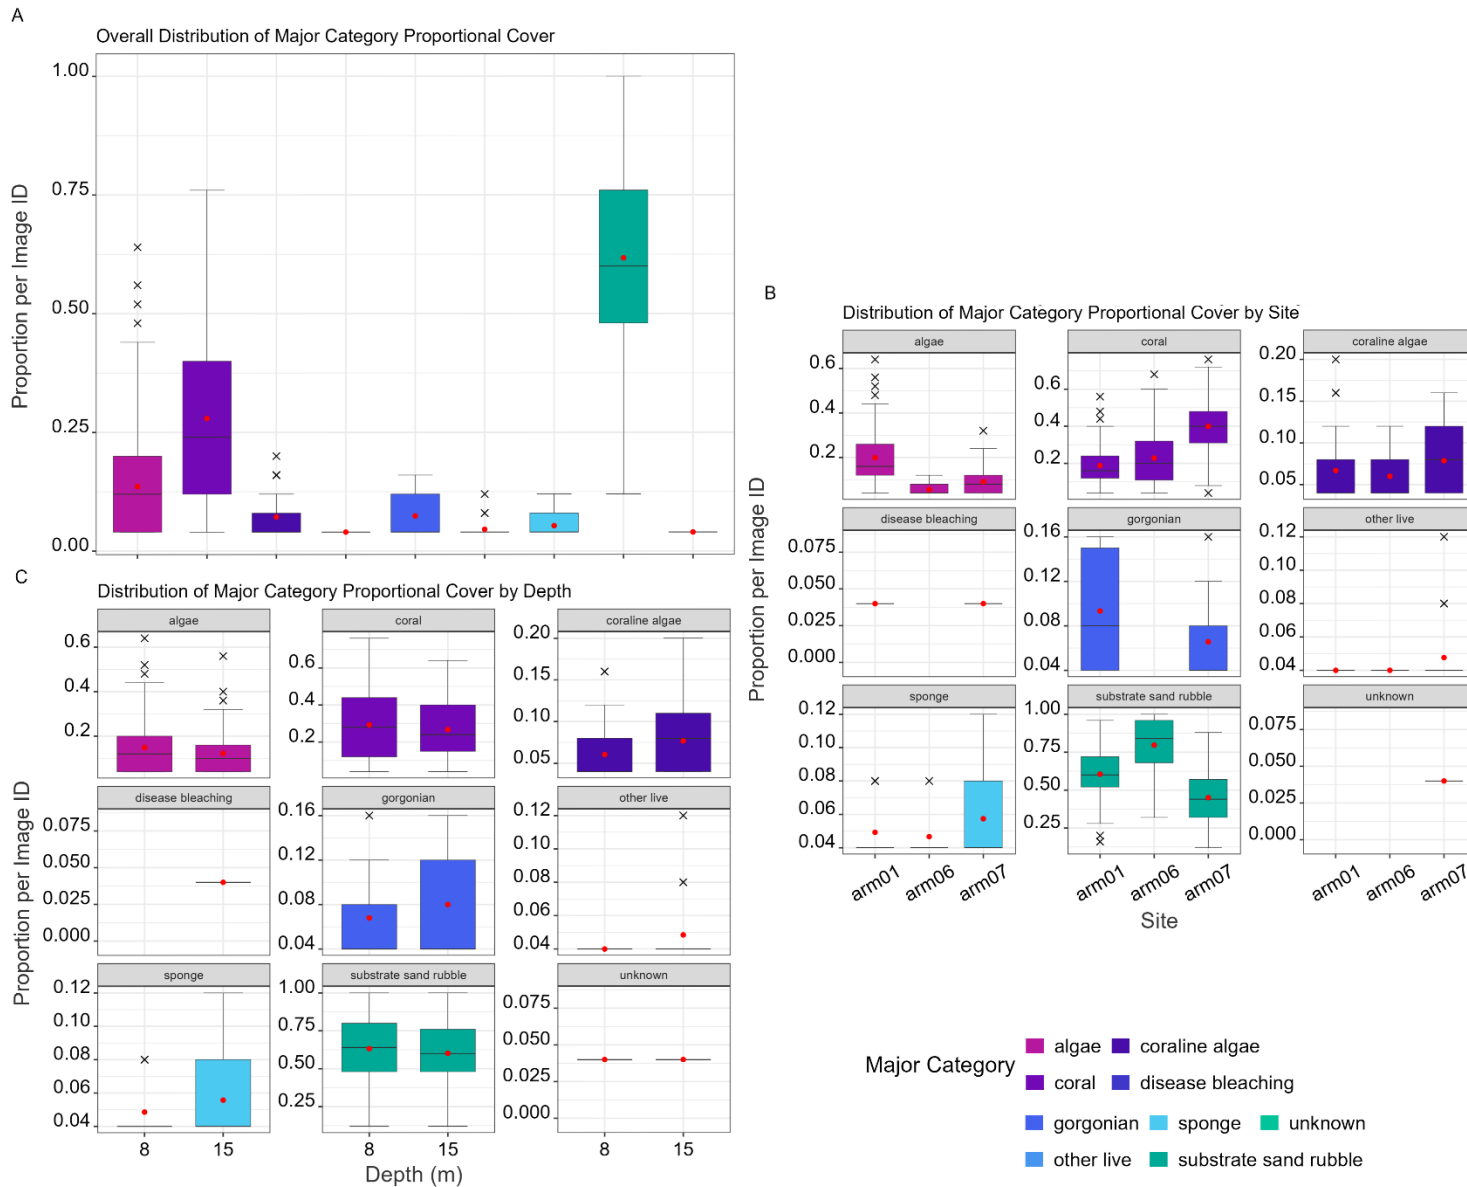 A
Overall Distribution of Major Category Proportional Cover
Proportion per Image ID
1.00
0.75
0.50
0.25
0.00
B
Distribution of Major Category Proportional Cover by Site
Proportion per Image ID
algae
0.6
0.4
0.2
coral
0.6
0.4
0.2
coraline algae
0.20
0.15
0.10
0.05
disease bleaching
0.075
0.050
0.025
0.000
gorgonian
0.16
0.12
0.08
0.04
other live
0.12
0.10
0.08
0.06
0.04
sponge
0.12
0.10
0.08
0.06
0.04
substrate sand rubble
1.00
0.75
0.50
0.25
unknown
0.075
0.050
0.025
0.000
arm01 arm06 arm07
arm01 arm06 arm07
arm01 arm06 arm07
Site
C
Distribution of Major Category Proportional Cover by Depth
Proportion per Image ID
algae
0.6
0.4
0.2
coral
0.6
0.4
0.2
coraline algae
0.20
0.15
0.10
0.05
disease bleaching
0.075
0.050
0.025
0.000
gorgonian
0.16
0.12
0.08
0.04
other live
0.12
0.10
0.08
0.06
0.04
sponge
0.12
0.10
0.08
0.06
0.04
substrate sand rubble
1.00
0.75
0.50
0.25
unknown
0.075
0.050
0.025
0.000
8 15
8 15
8 15
Depth (m)
Major Category
algae coraline algae
coral disease bleaching
gorgonian sponge unknown
other live substrate sand rubble